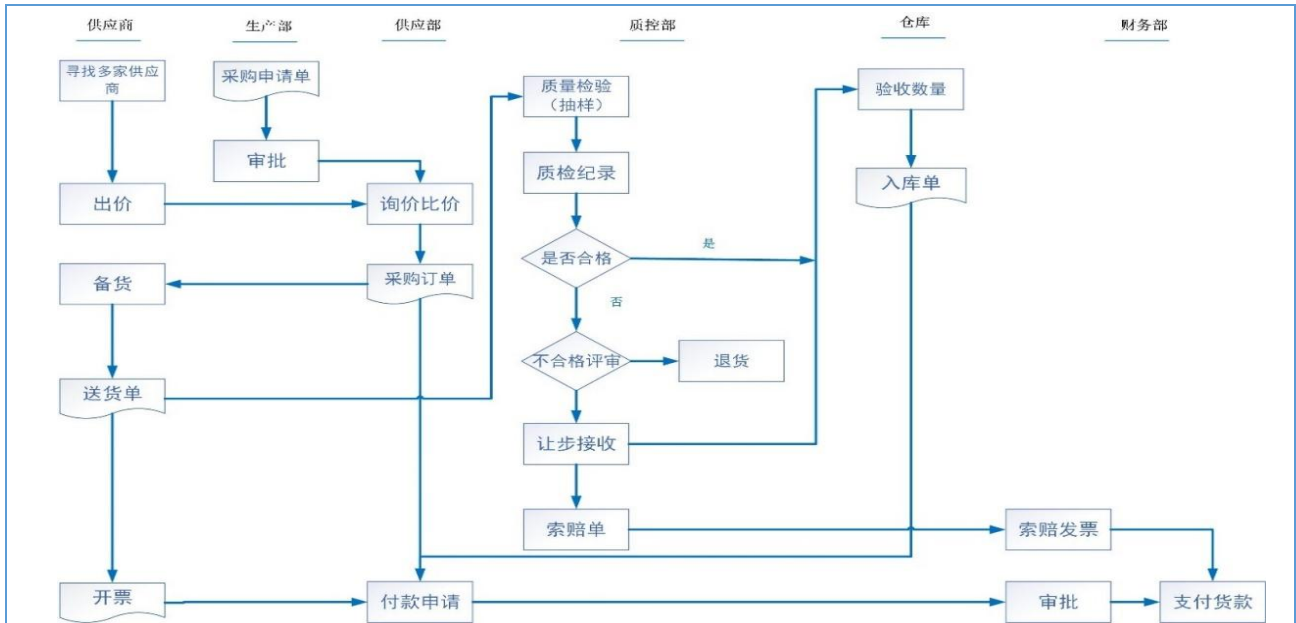 供应商 生产部 供应部 质控部 仓库 财务部
寻找多家供应
商
采购申请单
质量检验
（抽样）
验收数量
审批
质检纪录
入库单
出价
询价比价
是否合格
是
备货
采购订单
否
不合格评审
退货
送货单
让步接收
索赔单
索赔发票
开票
付款申请
审批
支付货款